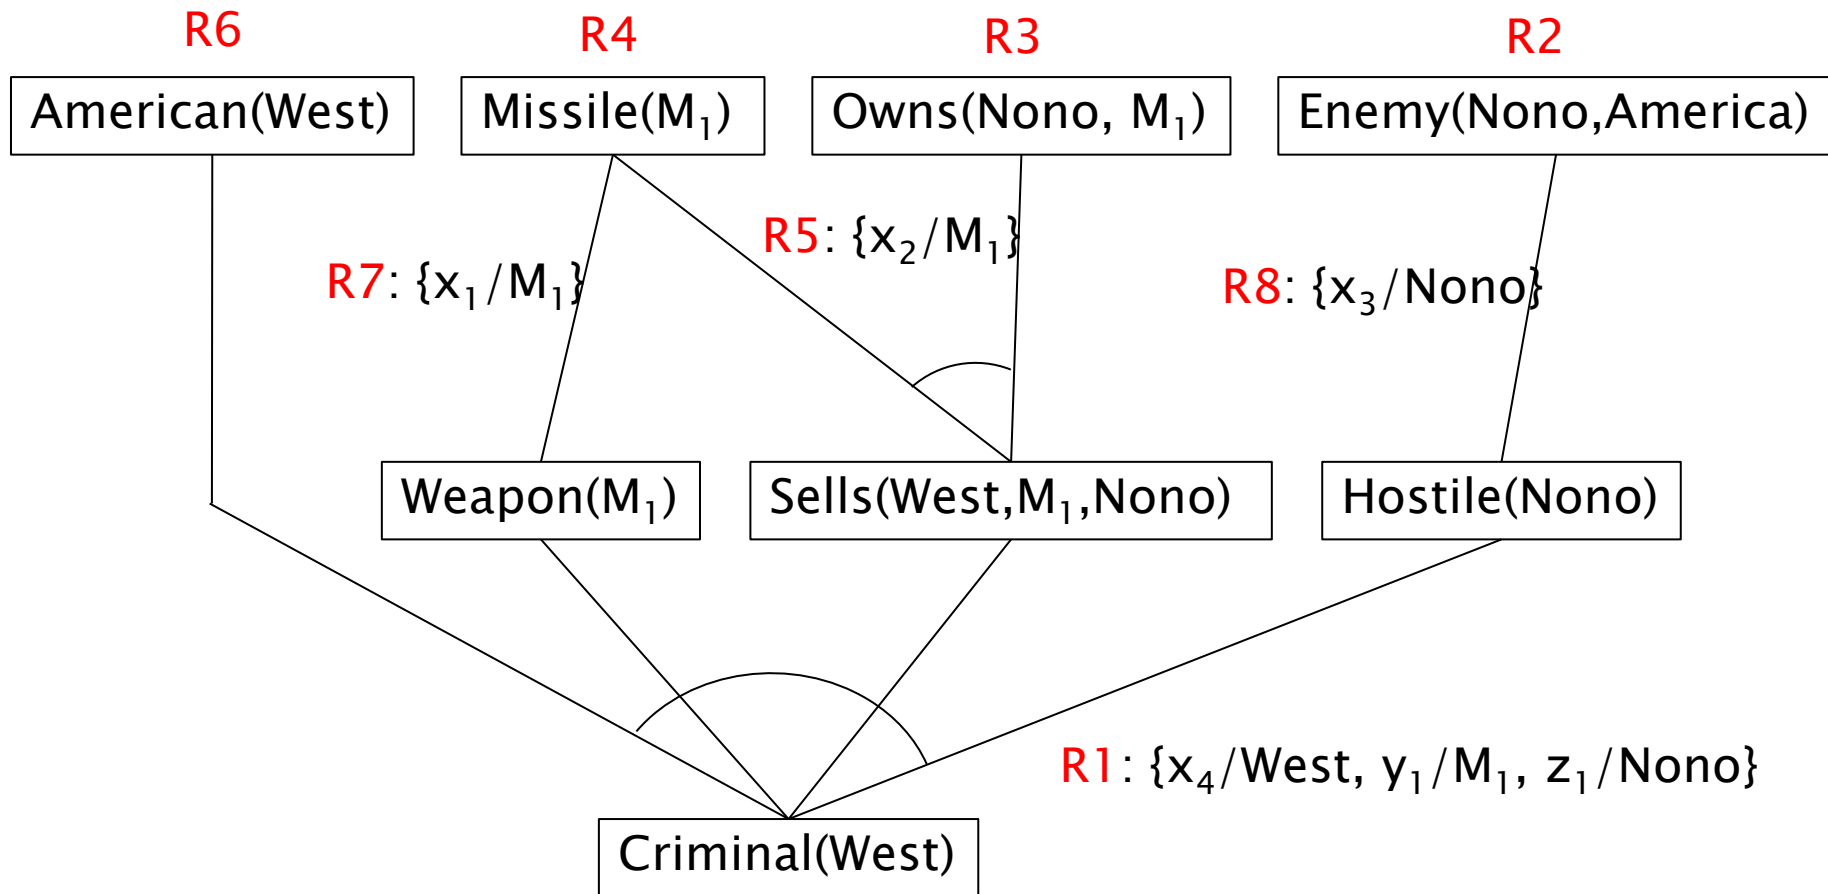 R6 R4 R3 R2
American(West) Missile(M₁) Owns(Nono, M₁) Enemy(Nono,America)
R5: {x₂/M₁}
R7: {x₁/M₁} R8: {x₃/Nono}
Weapon(M₁) Sells(West,M₁,Nono) Hostile(Nono)
R1: {x₄/West, y₁/M₁, z₁/Nono}
Criminal(West)